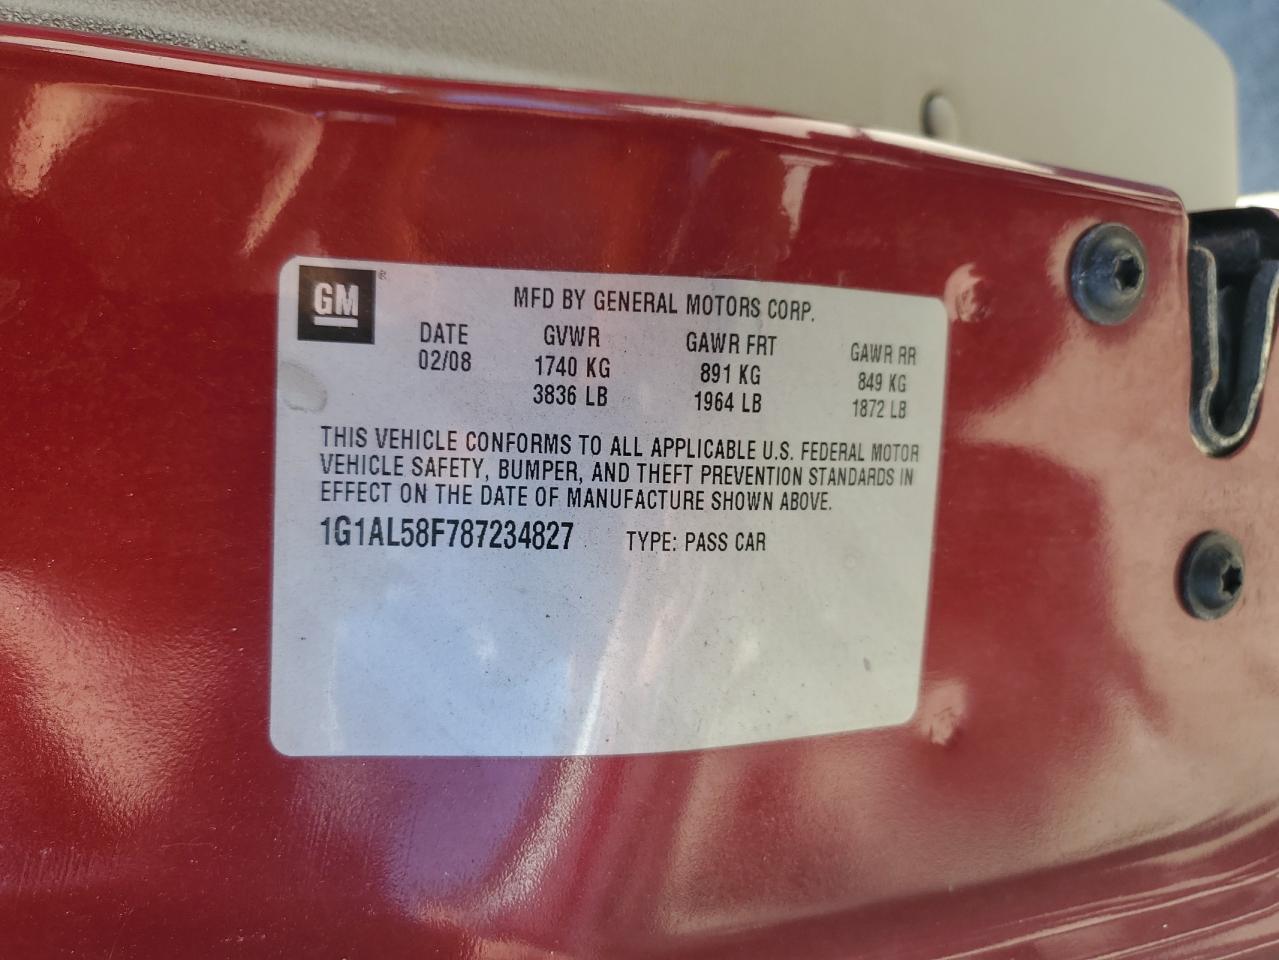 GM®
MFD BY GENERAL MOTORS CORP.
DATE GVWR GAWR FRT GAWR RR
02/08 1740 KG 891 KG 849 KG
3836 LB 1964 LB 1872 LB
THIS VEHICLE CONFORMS TO ALL APPLICABLE U.S. FEDERAL MOTOR
VEHICLE SAFETY, BUMPER, AND THEFT PREVENTION STANDARDS IN
EFFECT ON THE DATE OF MANUFACTURE SHOWN ABOVE.
1G1AL58F787234827 TYPE: PASS CAR